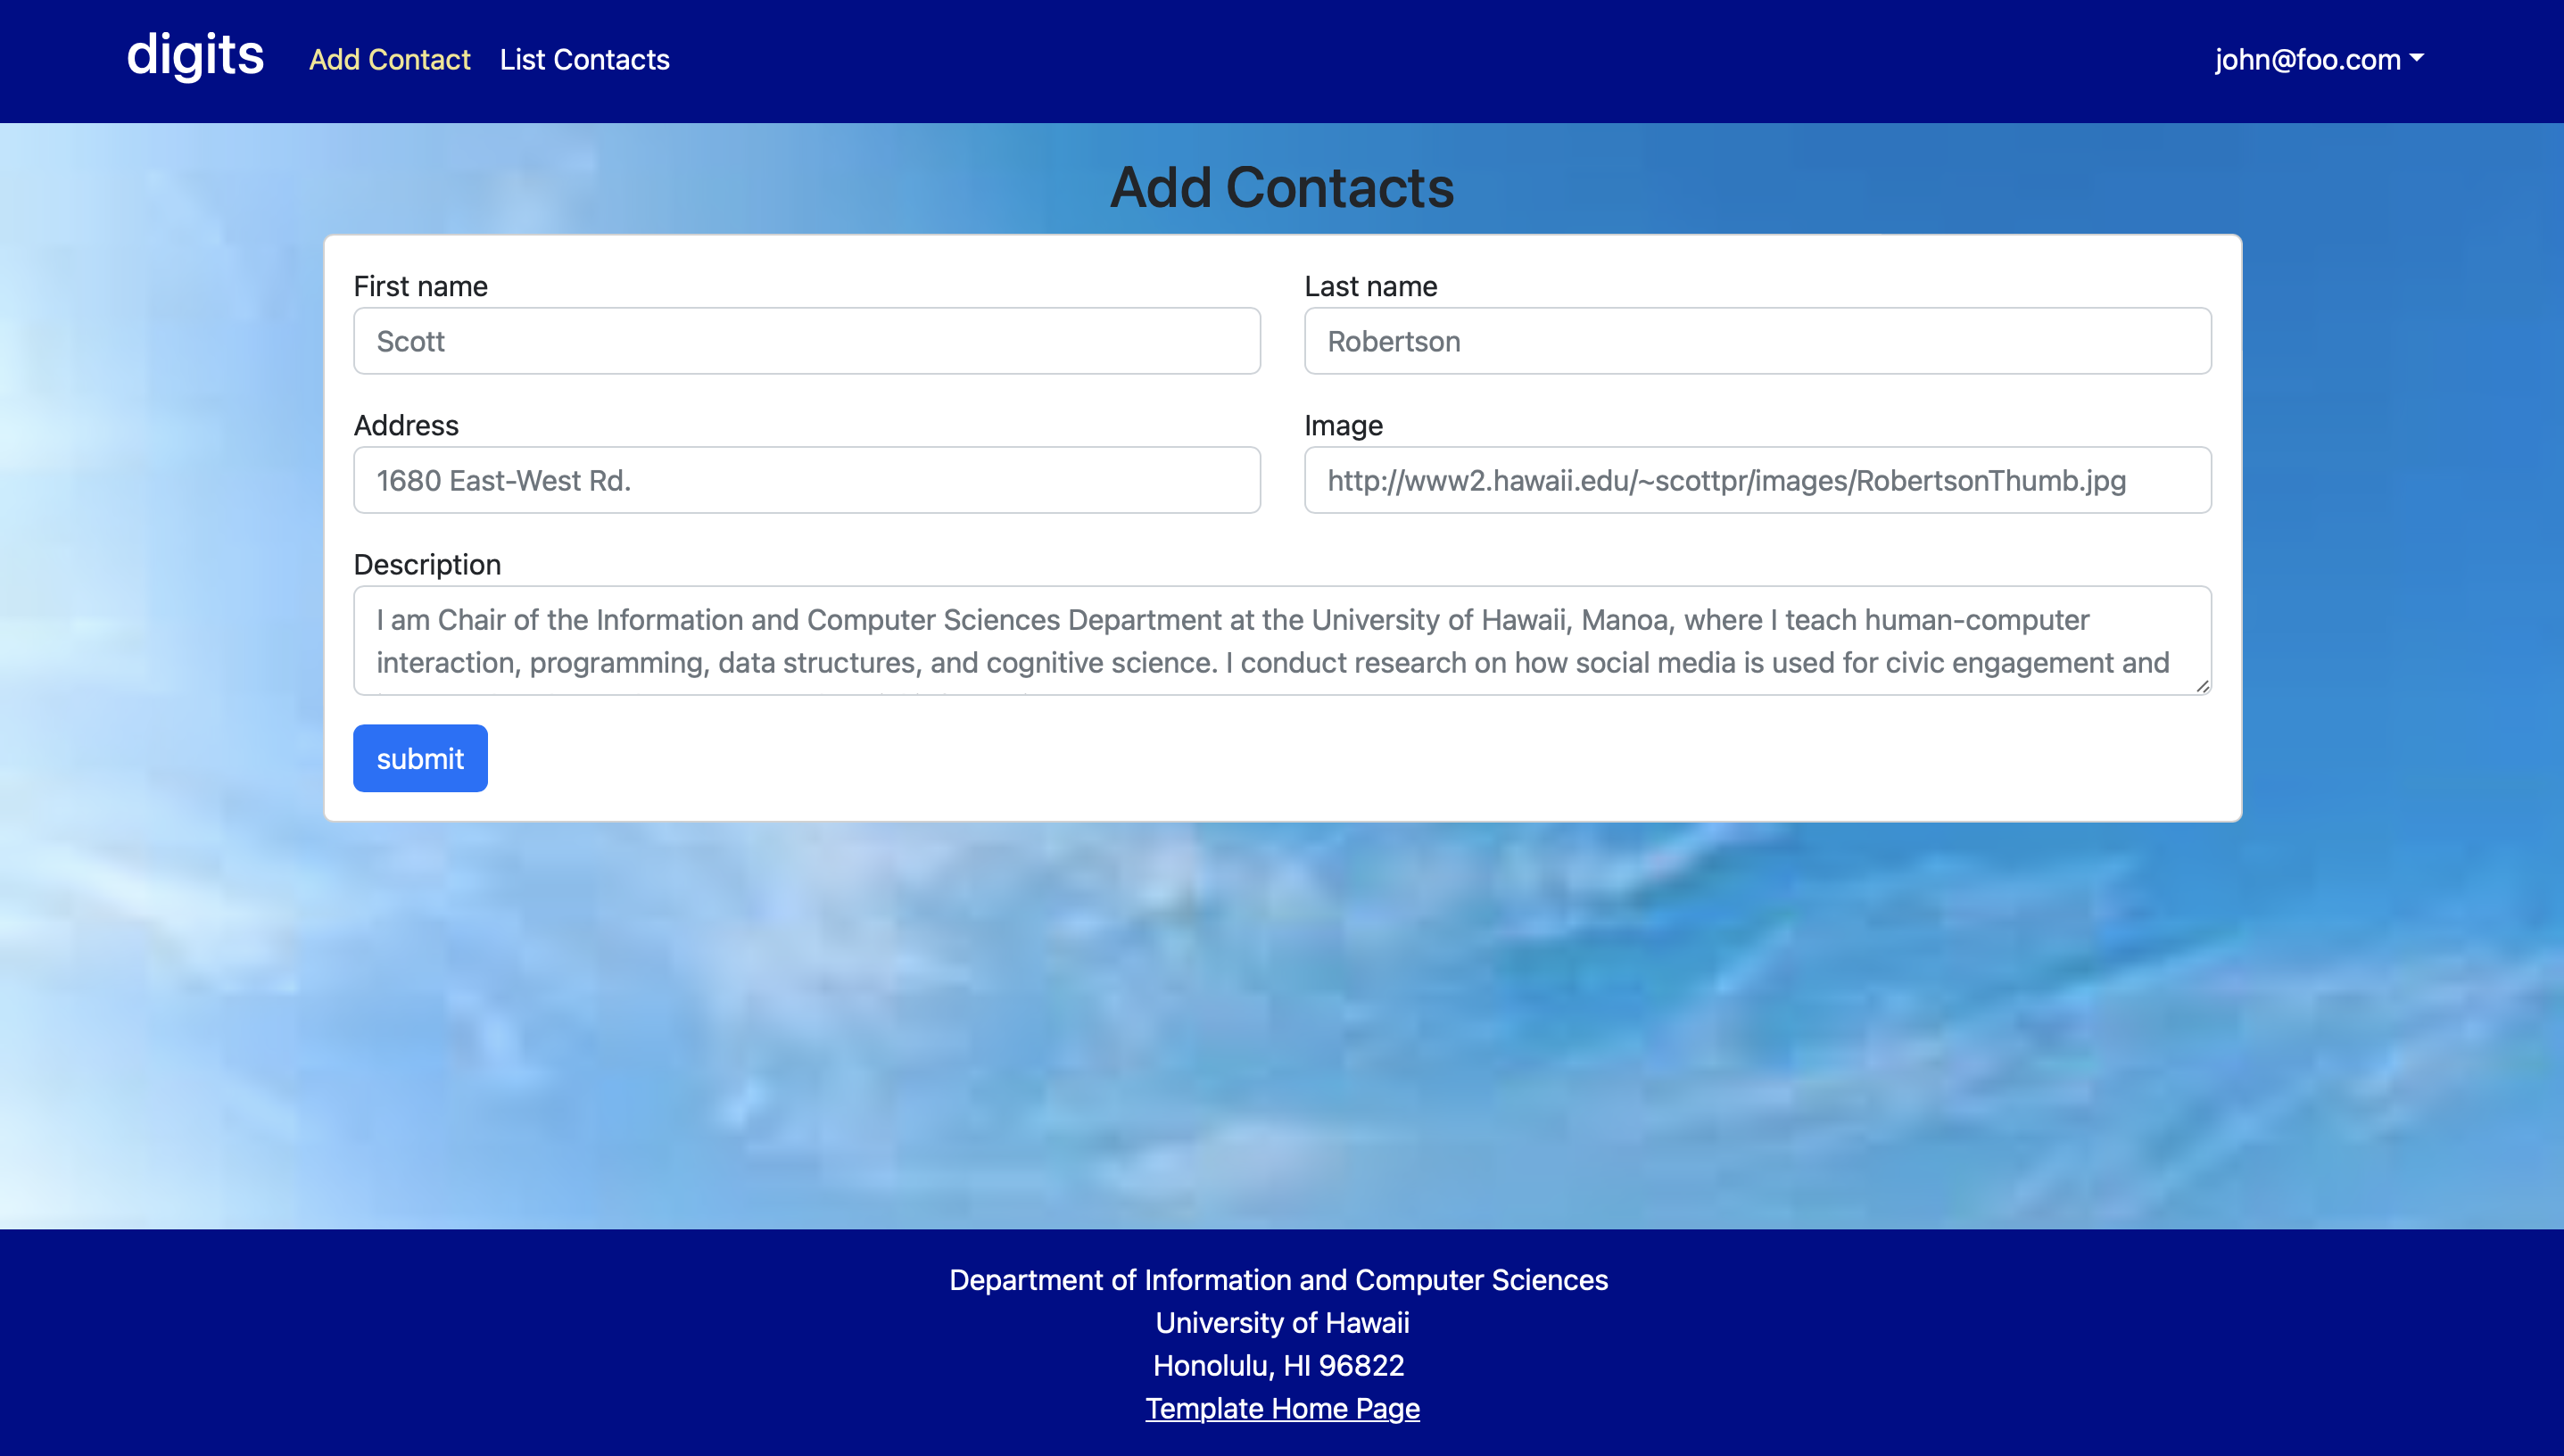 digits
Add Contact
List Contacts
john@foo.com
Add Contacts
First name
Last name
Scott
Robertson
Address
Image
1680 East-West Rd.
http://www2.hawaii.edu/~scottpr/images/RobertsonThumb.jpg
Description
I am Chair of the Information and Computer Sciences Department at the University of Hawaii, Manoa, where I teach human-computer
interaction, programming, data structures, and cognitive science. I conduct research on how social media is used for civic engagement and
submit
Department of Information and Computer Sciences
University of Hawaii
Honolulu, HI 96822
Template Home Page